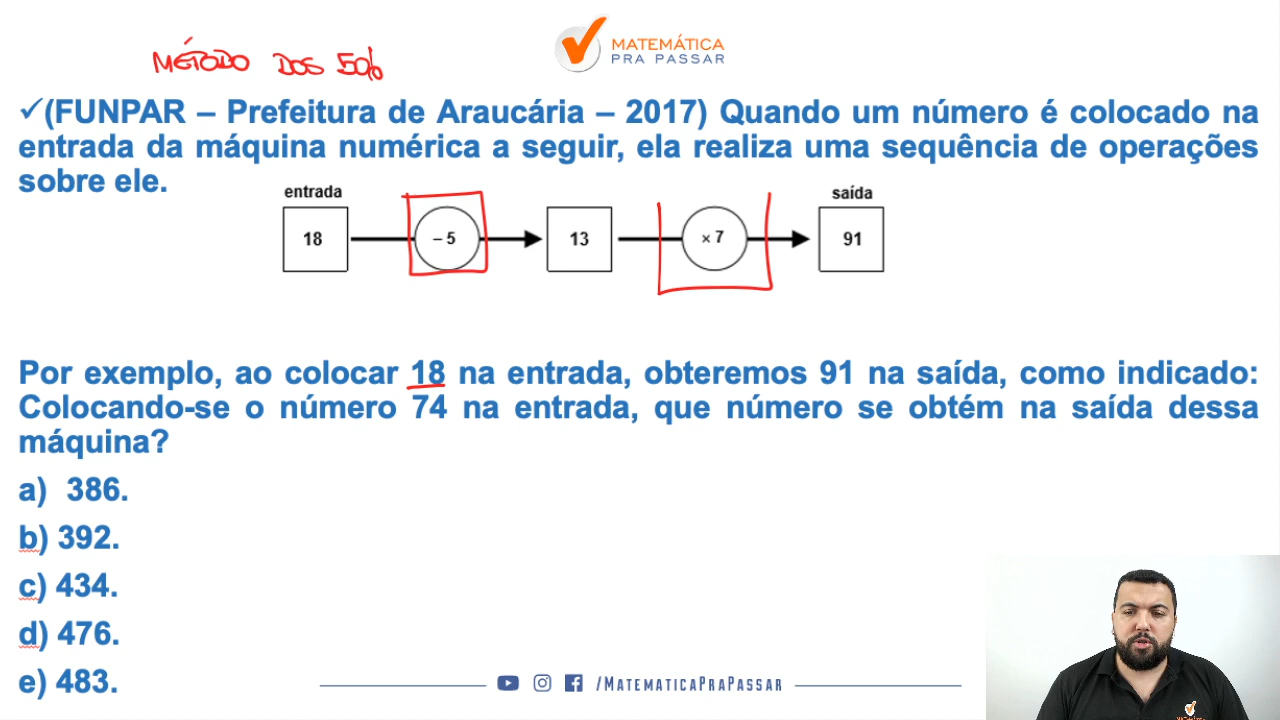 MÉTODO DOS 50%
MATEMÁTICA
PRA PASSAR
✓(FUNPAR – Prefeitura de Araucária – 2017) Quando um número é colocado na
entrada da máquina numérica a seguir, ela realiza uma sequência de operações
sobre ele.
entrada saída
18 – 5 13 × 7 91
Por exemplo, ao colocar 18 na entrada, obteremos 91 na saída, como indicado:
Colocando-se o número 74 na entrada, que número se obtém na saída dessa
máquina?
a) 386.
b) 392.
c) 434.
d) 476.
e) 483.
/MatematicaPraPassar